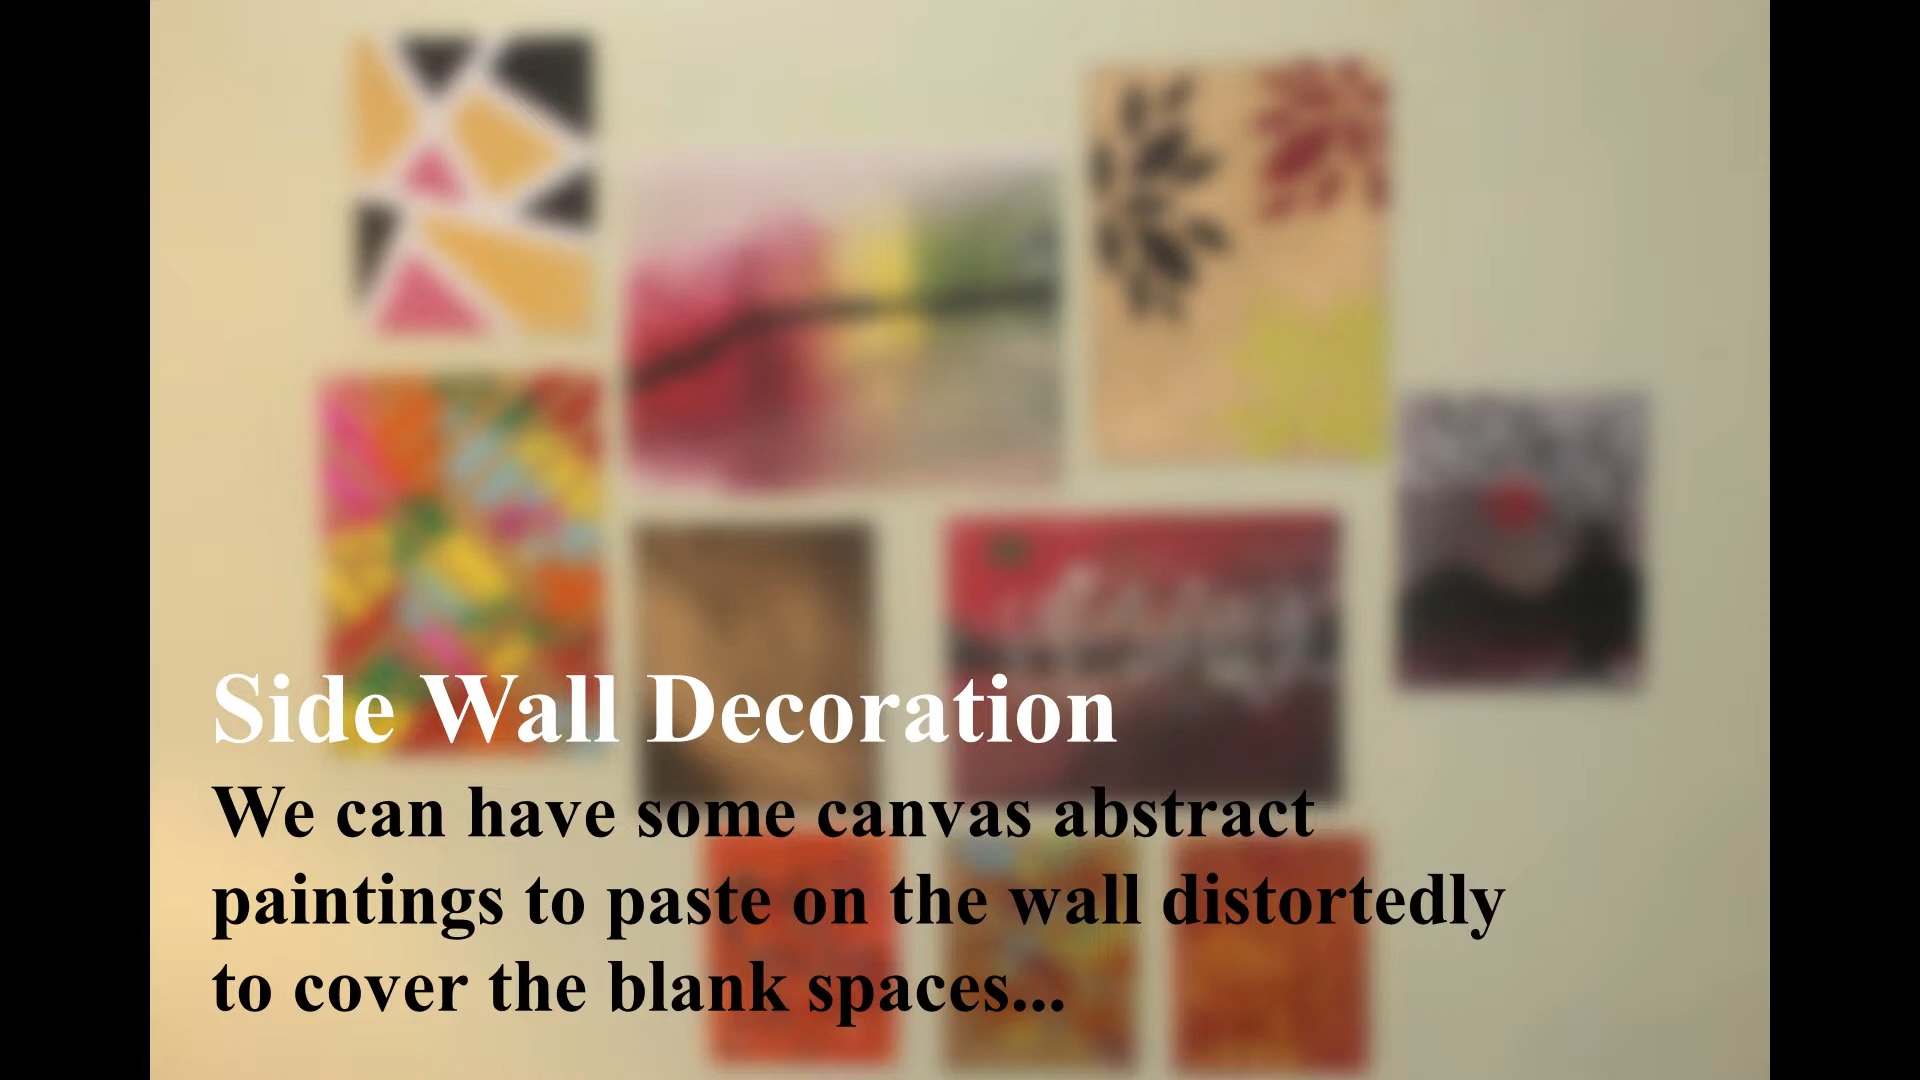 Side Wall Decoration
We can have some canvas abstract
paintings to paste on the wall distortedly
to cover the blank spaces...